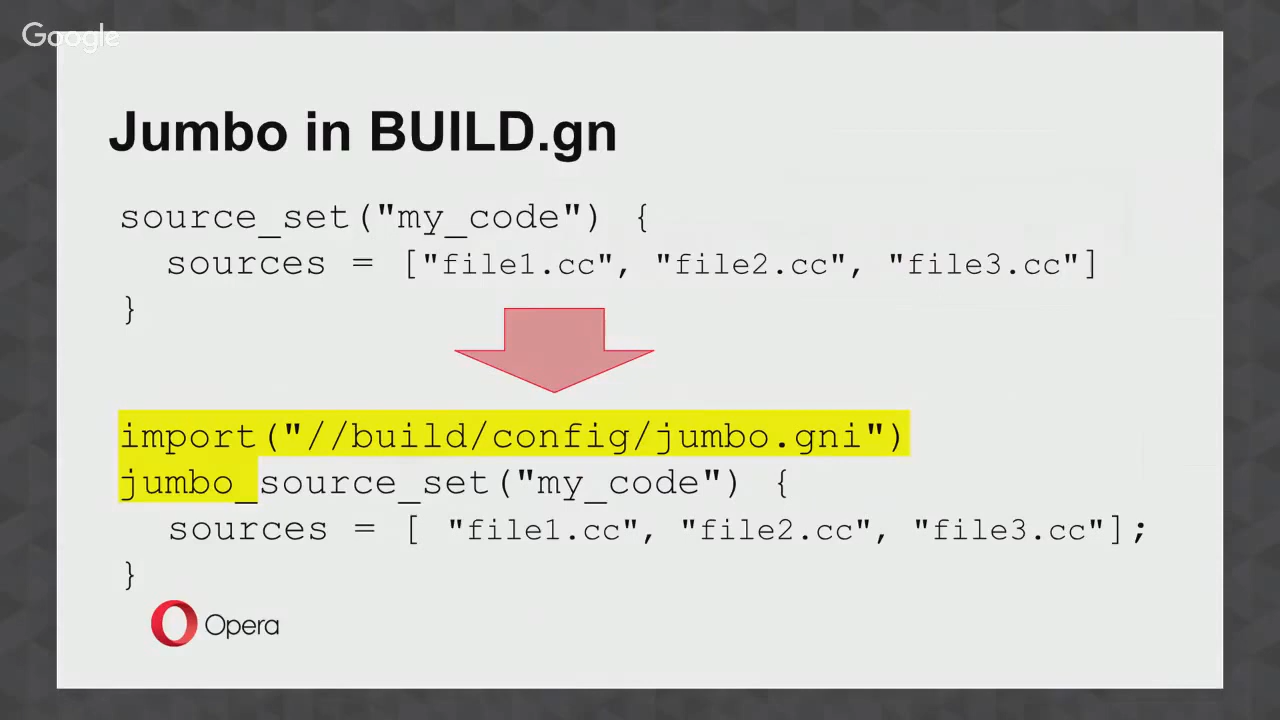 Google
Jumbo in BUILD.gn
source_set("my_code") {
  sources = ["file1.cc", "file2.cc", "file3.cc"]
}
import("//build/config/jumbo.gni")
jumbo_source_set("my_code") {
  sources = [ "file1.cc", "file2.cc", "file3.cc"];
}
Opera